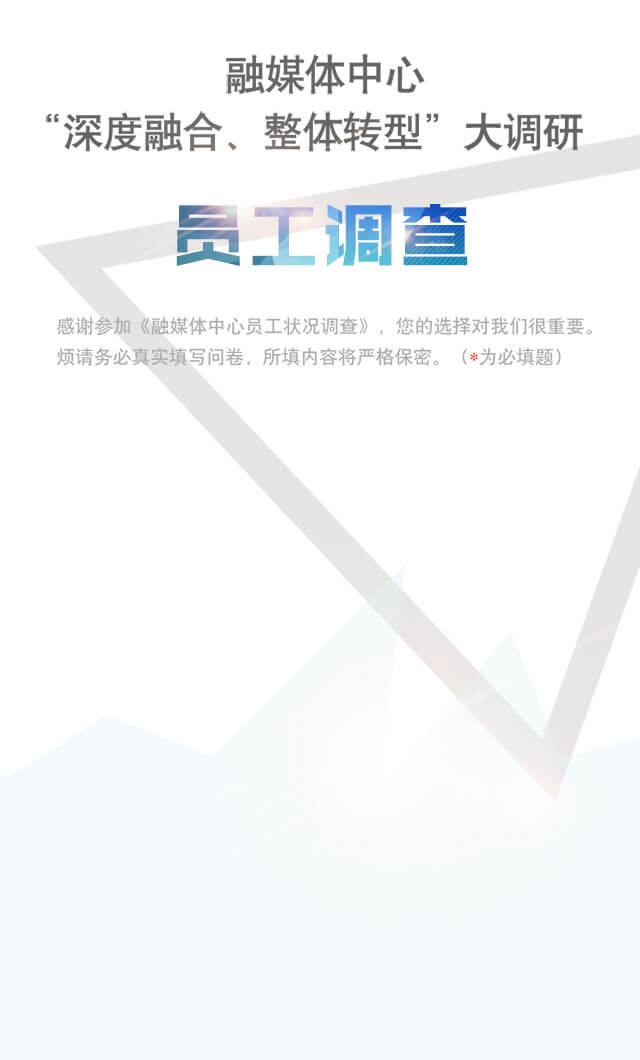 融媒体中心
“深度融合、整体转型”大调研
员工调查
感谢参加《融媒体中心员工状况调查》，您的选择对我们很重要。
烦请务必真实填写问卷，所填内容将严格保密。（*为必填题）